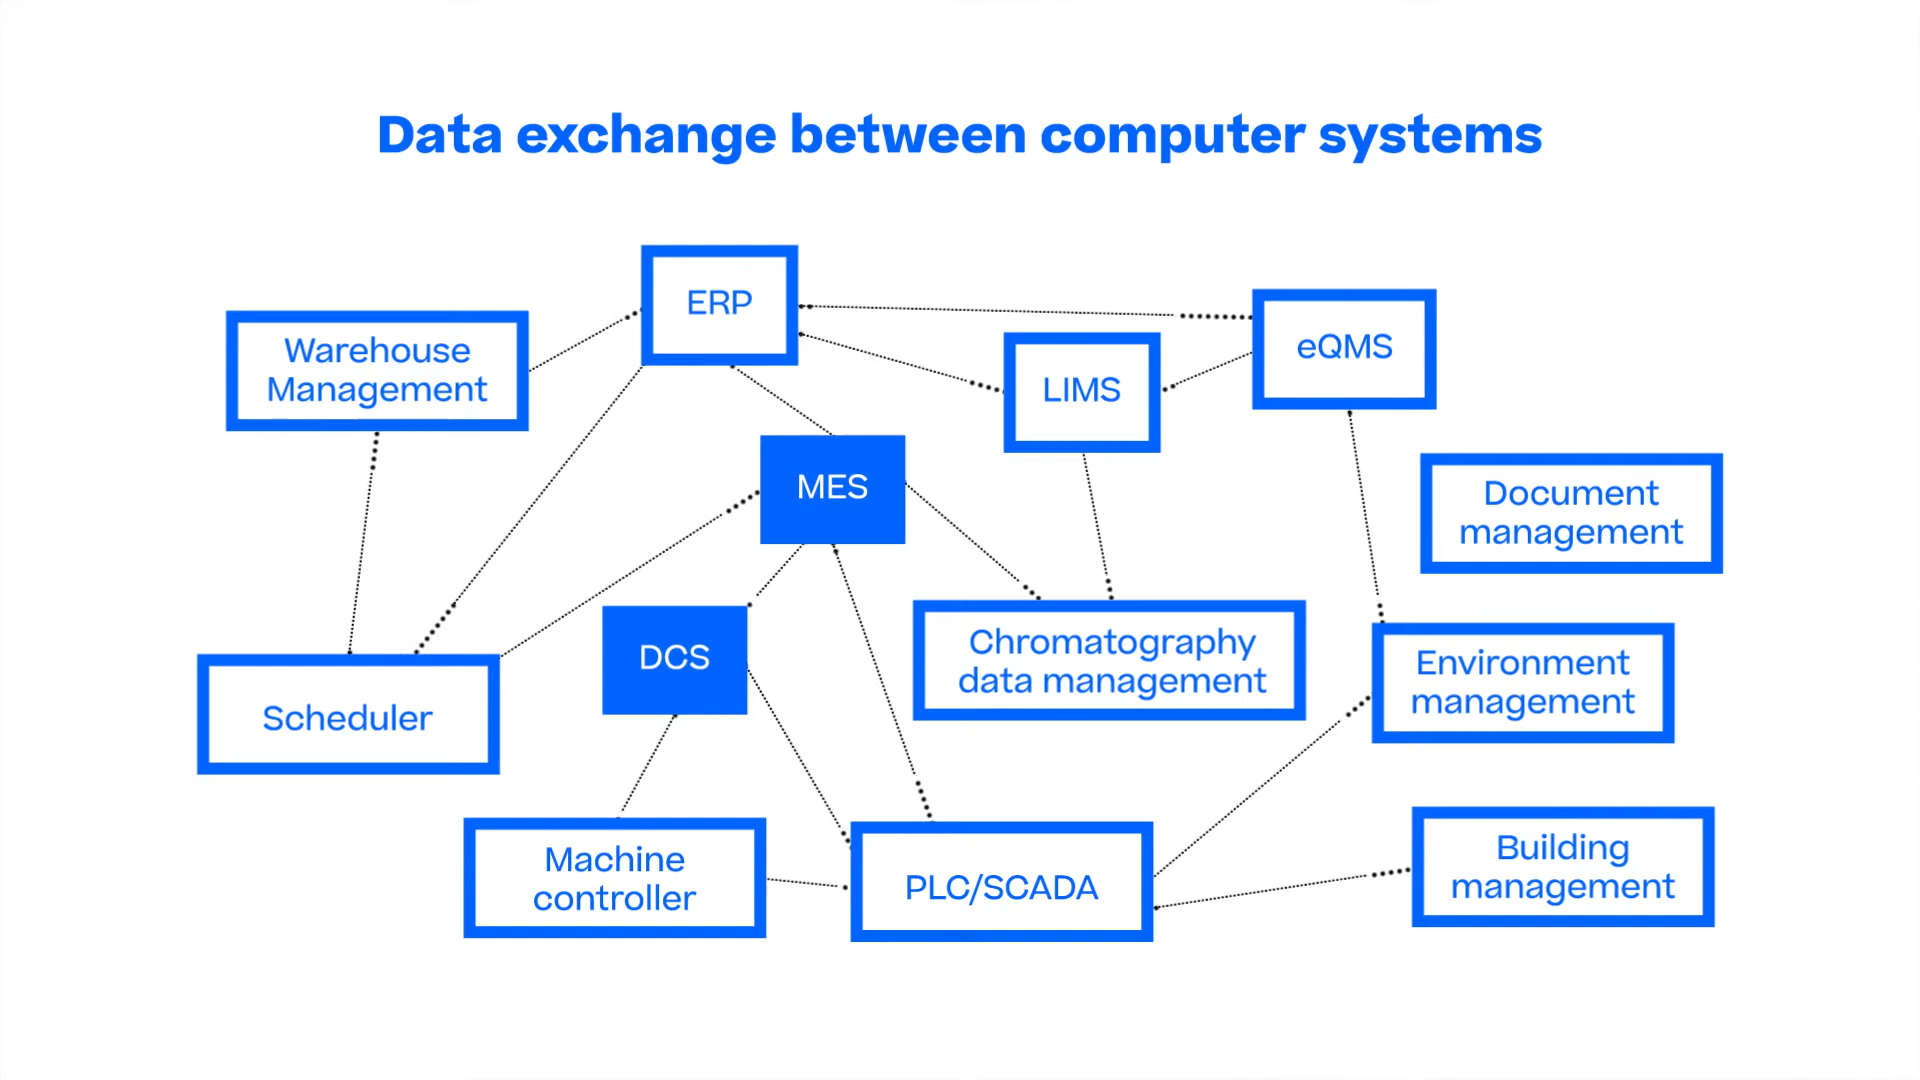 Data exchange between computer systems
ERP
Warehouse
Management
eQMS
LIMS
MES
Document
management
DCS
Chromatography
data management
Environment
management
Scheduler
Machine
controller
PLC/SCADA
Building
management